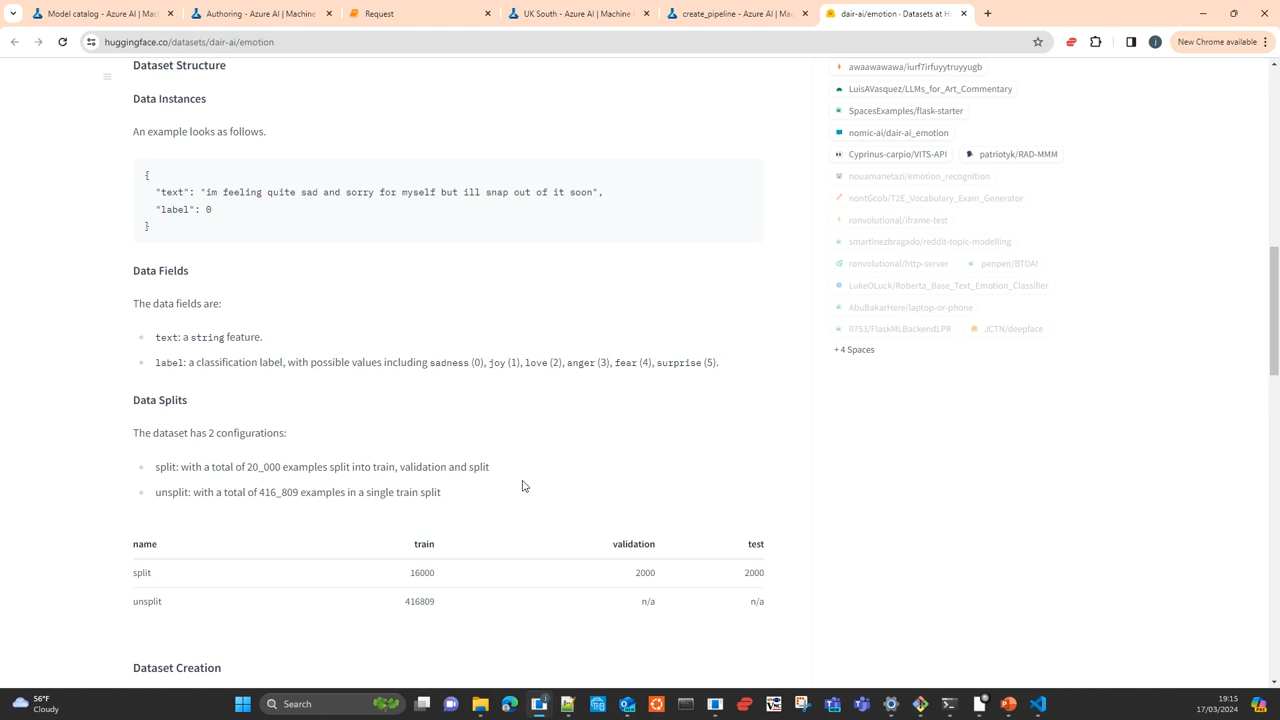 Model catalog - Azure AI | Machi
Authoring - Azure AI | Machine
Request
UK South - Azure AI | Machine
create_pipeline - Azure AI | Mac
dair-ai/emotion · Datasets at H
huggingface.co/datasets/dair-ai/emotion
New Chrome available
Dataset Structure
Data Instances
An example looks as follows.
{
"text": "im feeling quite sad and sorry for myself but ill snap out of it soon",
"label": 0
}
Data Fields
The data fields are:
text: a string feature.
label: a classification label, with possible values including sadness (0), joy (1), love (2), anger (3), fear (4), surprise (5).
Data Splits
The dataset has 2 configurations:
split: with a total of 20_000 examples split into train, validation and split
unsplit: with a total of 416_809 examples in a single train split
name train validation test
split 16000 2000 2000
unsplit 416809 n/a n/a
Dataset Creation
awaawawawa/iurf7irfuyytruyyugb
LuisAVasquez/LLMs_for_Art_Commentary
SpacesExamples/flask-starter
nomic-ai/dair-ai_emotion
Cyprinus-carpio/VITS-API patriotyk/RAD-MMM
nouamanetazi/emotion_recognition
nontGcob/T2E_Vocabulary_Exam_Generator
ronvolutional/iframe-test
smartinezbragado/reddit-topic-modelling
ronvolutional/http-server penpen/BTDAI
LukeOLuck/Roberta_Base_Text_Emotion_Classifier
AbuBakarHere/laptop-or-phone
ll753/FlaskMLBackendLPR JCTN/deepface
+ 4 Spaces
56°F
Cloudy
Search
19:15
17/03/2024